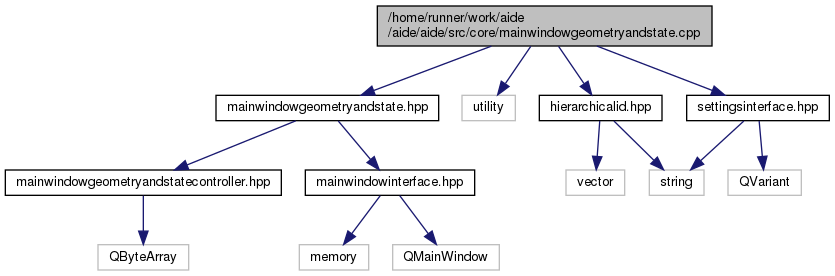 /home/runner/work/aide
/aide/aide/src/core/mainwindowgeometryandstate.cpp
mainwindowgeometryandstate.hpp
utility
hierarchicalid.hpp
settingsinterface.hpp
mainwindowgeometryandstatecontroller.hpp
mainwindowinterface.hpp
vector
string
QVariant
QByteArray
memory
QMainWindow